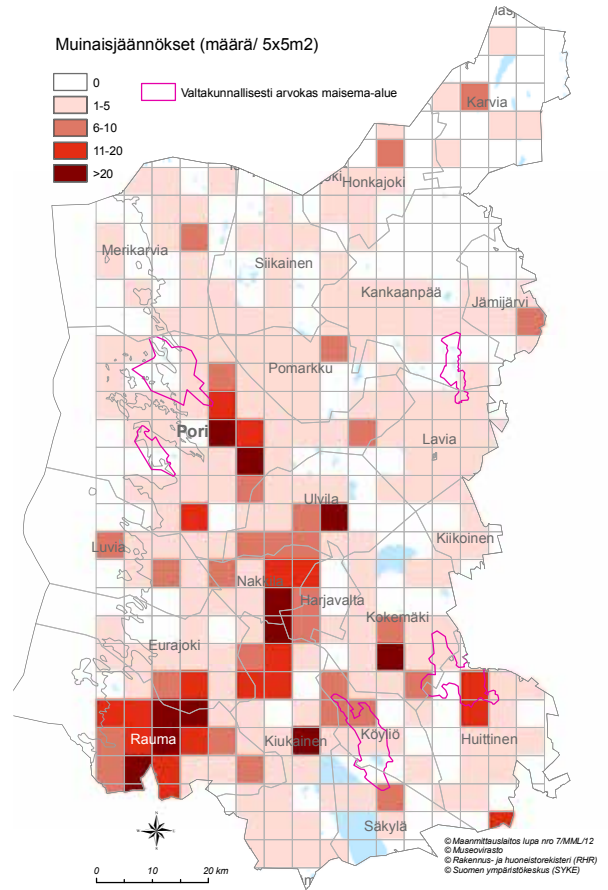 Muinaisjäännökset (määrä/ 5x5m2)
0
1-5
6-10
11-20
>20
Valtakunnallisesti arvokas maisema-alue
Karvia
Honkajoki
Merikarvia
Siikainen
Kankaanpää
Jämijärvi
Pomarkku
Pori
Lavia
Ulvila
Luvia
Kiikoinen
Nakkila
Harjavalta
Kokemäki
Eurajoki
Rauma
Kiukainen
Köyliö
Huittinen
Säkylä
0 10 20 km
© Maanmittauslaitos lupa nro 7/MML/12
© Museovirasto
© Rakennus- ja huoneistorekisteri (RHR)
© Suomen ympäristökeskus (SYKE)